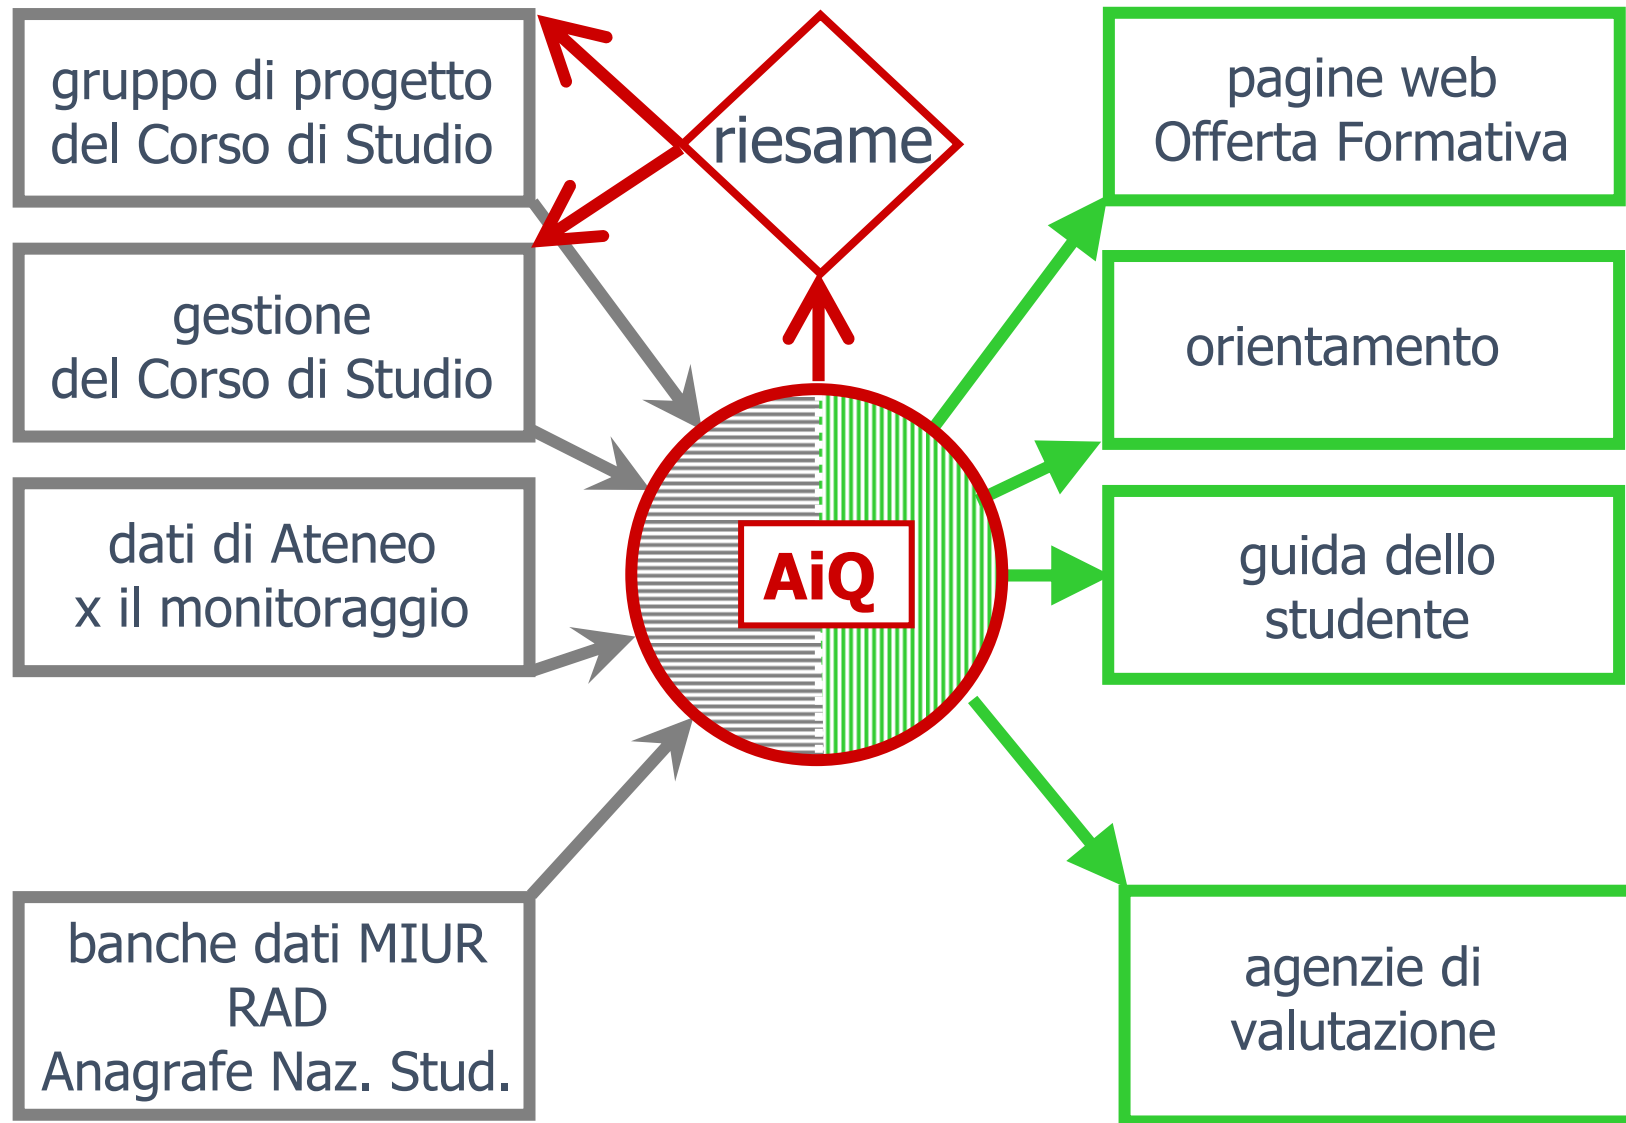 gruppo di progetto
del Corso di Studio
riesame
pagine web
Offerta Formativa
gestione
del Corso di Studio
orientamento
dati di Ateneo
x il monitoraggio
AiQ
guida dello
studente
banche dati MIUR
RAD
Anagrafe Naz. Stud.
agenzie di
valutazione